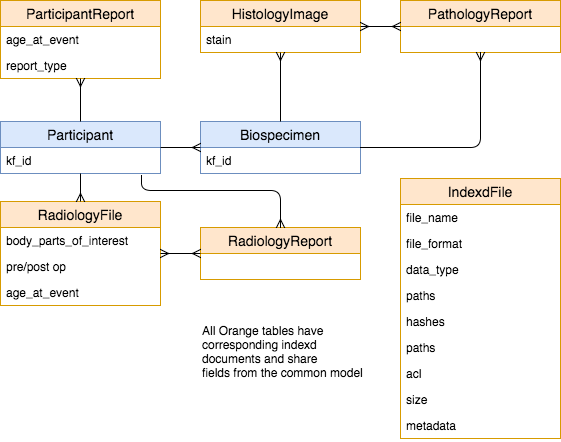 ParticipantReport
age_at_event
report_type
HistologyImage
stain
PathologyReport
Participant
kf_id
Biospecimen
kf_id
RadiologyFile
body_parts_of_interest
pre/post op
age_at_event
RadiologyReport
IndexdFile
file_name
file_format
data_type
paths
hashes
paths
acl
size
metadata
All Orange tables have
corresponding indexd
documents and share
fields from the common model